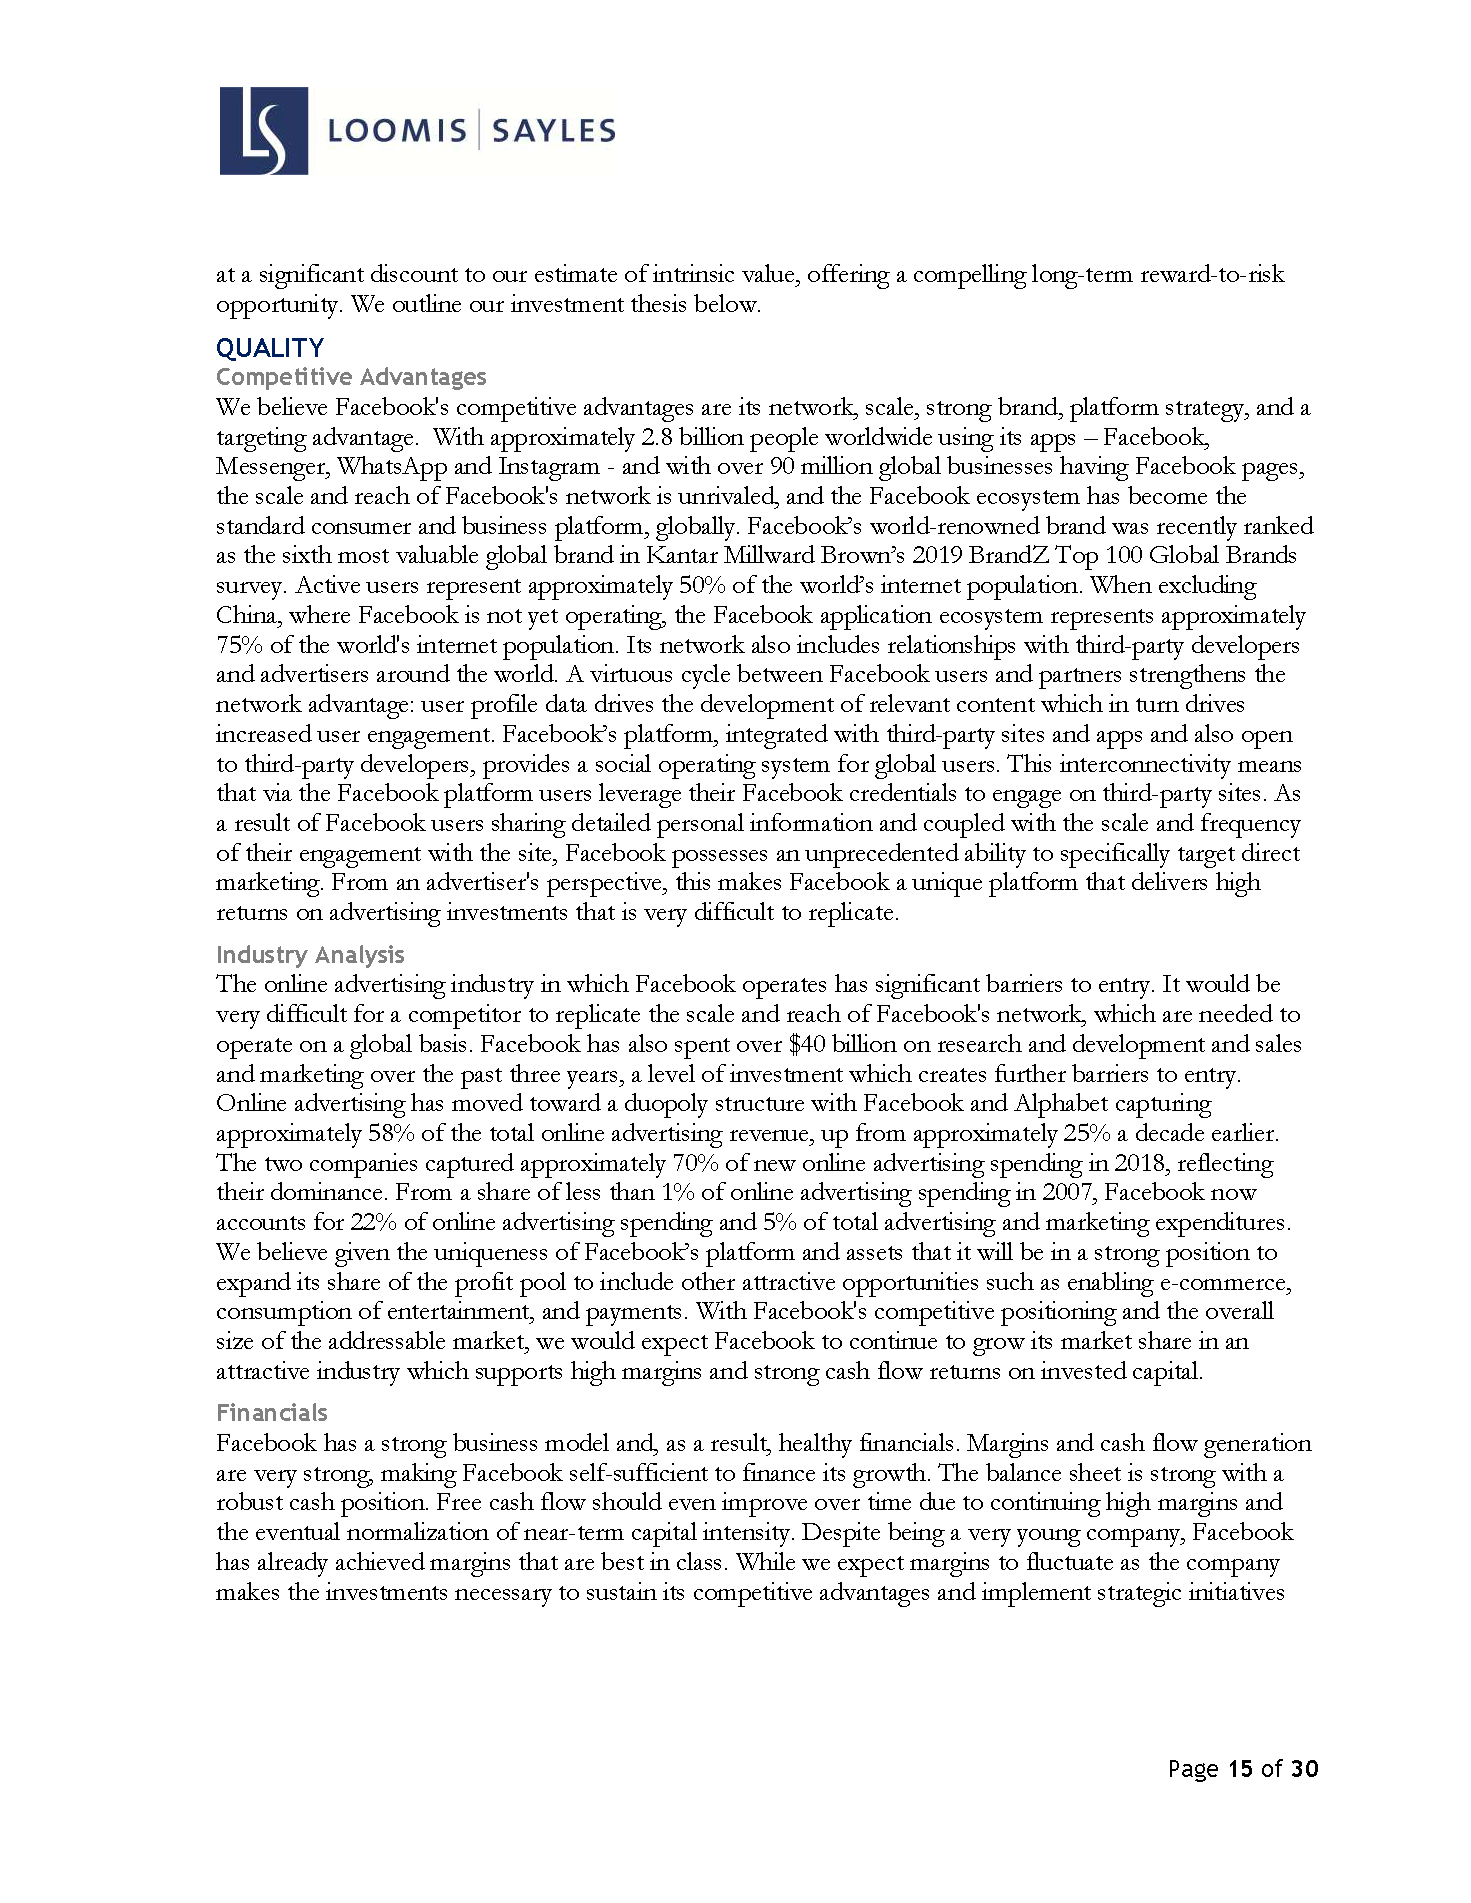 LS LOOMIS | SAYLES
at a significant discount to our estimate of intrinsic value, offering a compelling long-term reward-to-risk
opportunity. We outline our investment thesis below.
QUALITY
Competitive Advantages
We believe Facebook's competitive advantages are its network, scale, strong brand, platform strategy, and a
targeting advantage.  With approximately 2.8 billion people worldwide using its apps – Facebook,
Messenger, WhatsApp and Instagram - and with over 90 million global businesses having Facebook pages,
the scale and reach of Facebook's network is unrivaled, and the Facebook ecosystem has become the
standard consumer and business platform, globally. Facebook’s world-renowned brand was recently ranked
as the sixth most valuable global brand in Kantar Millward Brown’s 2019 BrandZ Top 100 Global Brands
survey. Active users represent approximately 50% of the world’s internet population. When excluding
China, where Facebook is not yet operating, the Facebook application ecosystem represents approximately
75% of the world's internet population. Its network also includes relationships with third-party developers
and advertisers around the world. A virtuous cycle between Facebook users and partners strengthens the
network advantage: user profile data drives the development of relevant content which in turn drives
increased user engagement. Facebook’s platform, integrated with third-party sites and apps and also open
to third-party developers, provides a social operating system for global users. This interconnectivity means
that via the Facebook platform users leverage their Facebook credentials to engage on third-party sites. As
a result of Facebook users sharing detailed personal information and coupled with the scale and frequency
of their engagement with the site, Facebook possesses an unprecedented ability to specifically target direct
marketing. From an advertiser's perspective, this makes Facebook a unique platform that delivers high
returns on advertising investments that is very difficult to replicate.
Industry Analysis
The online advertising industry in which Facebook operates has significant barriers to entry. It would be
very difficult for a competitor to replicate the scale and reach of Facebook's network, which are needed to
operate on a global basis. Facebook has also spent over $40 billion on research and development and sales
and marketing over the past three years, a level of investment which creates further barriers to entry.
Online advertising has moved toward a duopoly structure with Facebook and Alphabet capturing
approximately 58% of the total online advertising revenue, up from approximately 25% a decade earlier.
The two companies captured approximately 70% of new online advertising spending in 2018, reflecting
their dominance. From a share of less than 1% of online advertising spending in 2007, Facebook now
accounts for 22% of online advertising spending and 5% of total advertising and marketing expenditures.
We believe given the uniqueness of Facebook’s platform and assets that it will be in a strong position to
expand its share of the profit pool to include other attractive opportunities such as enabling e-commerce,
consumption of entertainment, and payments. With Facebook's competitive positioning and the overall
size of the addressable market, we would expect Facebook to continue to grow its market share in an
attractive industry which supports high margins and strong cash flow returns on invested capital.
Financials
Facebook has a strong business model and, as a result, healthy financials. Margins and cash flow generation
are very strong, making Facebook self-sufficient to finance its growth. The balance sheet is strong with a
robust cash position. Free cash flow should even improve over time due to continuing high margins and
the eventual normalization of near-term capital intensity. Despite being a very young company, Facebook
has already achieved margins that are best in class. While we expect margins to fluctuate as the company
makes the investments necessary to sustain its competitive advantages and implement strategic initiatives
Page 15 of 30